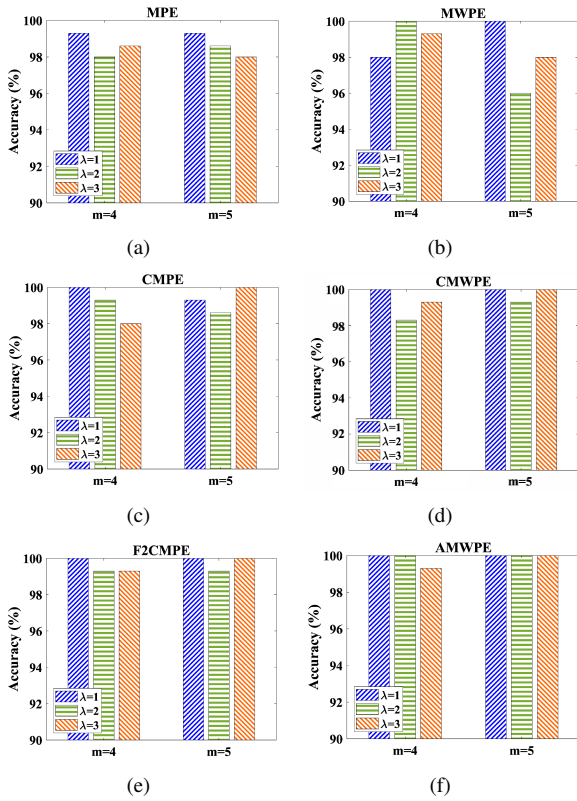 MPE
Accuracy (%)
100
98
96
94
92
90
λ=1
λ=2
λ=3
m=4 m=5
(a)
MWPE
Accuracy (%)
100
98
96
94
92
90
λ=1
λ=2
λ=3
m=4 m=5
(b)
CMPE
Accuracy (%)
100
98
96
94
92
90
λ=1
λ=2
λ=3
m=4 m=5
(c)
CMWPE
Accuracy (%)
100
98
96
94
92
90
λ=1
λ=2
λ=3
m=4 m=5
(d)
F2CMPE
Accuracy (%)
100
98
96
94
92
90
λ=1
λ=2
λ=3
m=4 m=5
(e)
AMWPE
Accuracy (%)
100
98
96
94
92
90
λ=1
λ=2
λ=3
m=4 m=5
(f)